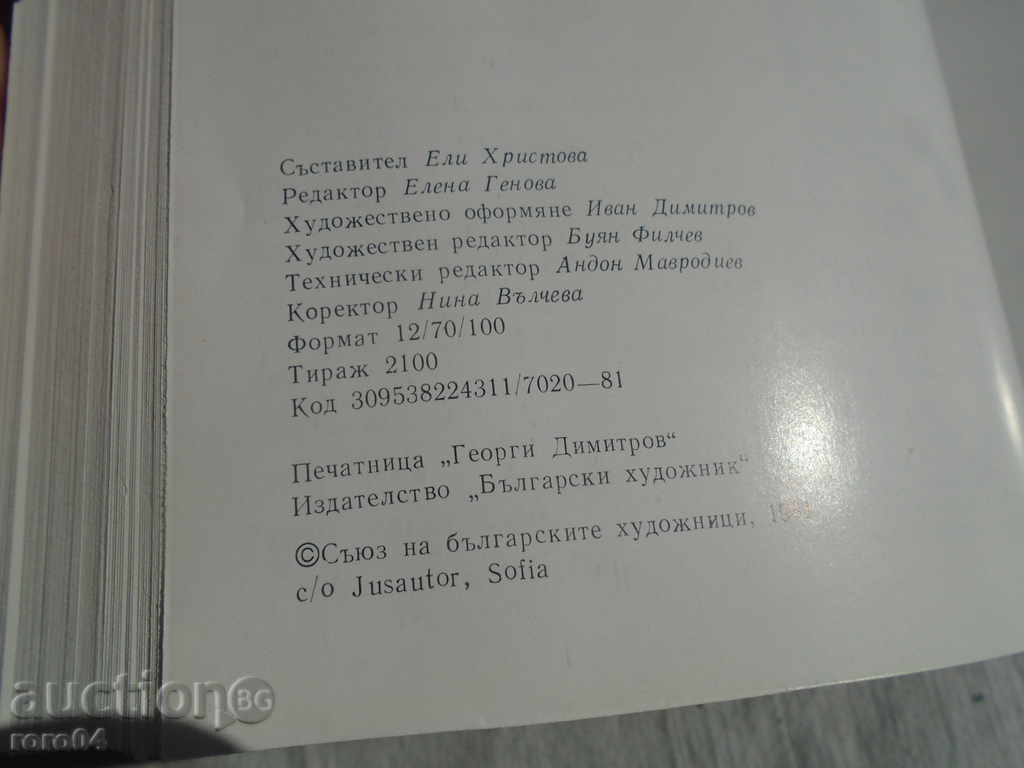 Съставител Ели Христова
Редактор Елена Генова
Художествено оформяне Иван Димитров
Художествен редактор Буян Филчев
Технически редактор Андон Мавродиев
Коректор Нина Вълчева
Формат 12/70/100
Тираж 2100
Код 309538224311/7020—81
Печатница „Георги Димитров“
Издателство „Български художник“
©Съюз на българските художници,
c/o Jusautor, Sofia
auction BG
roro04